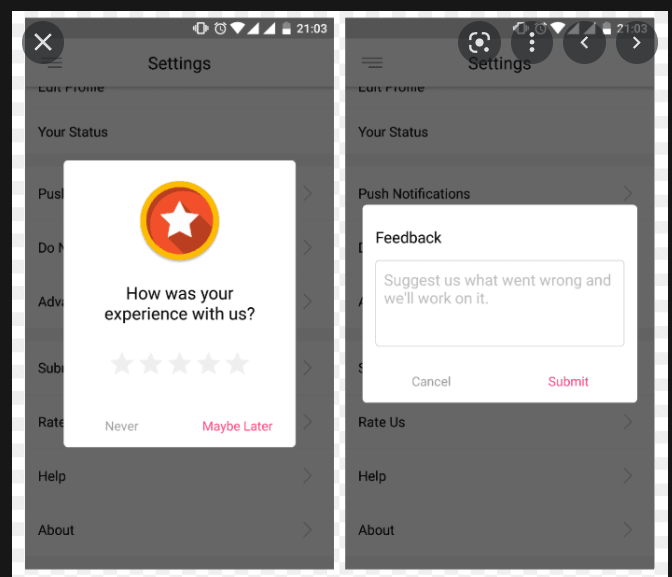 21:03
Settings
Edit Profile
Your Status
Push
Do N
Adva
Sub
Rate
Help
About
How was your
experience with us?
Never
Maybe Later
21:03
Settings
Edit Profile
Your Status
Push Notifications
Feedback
Suggest us what went wrong and
we'll work on it.
Cancel
Submit
Rate Us
Help
About